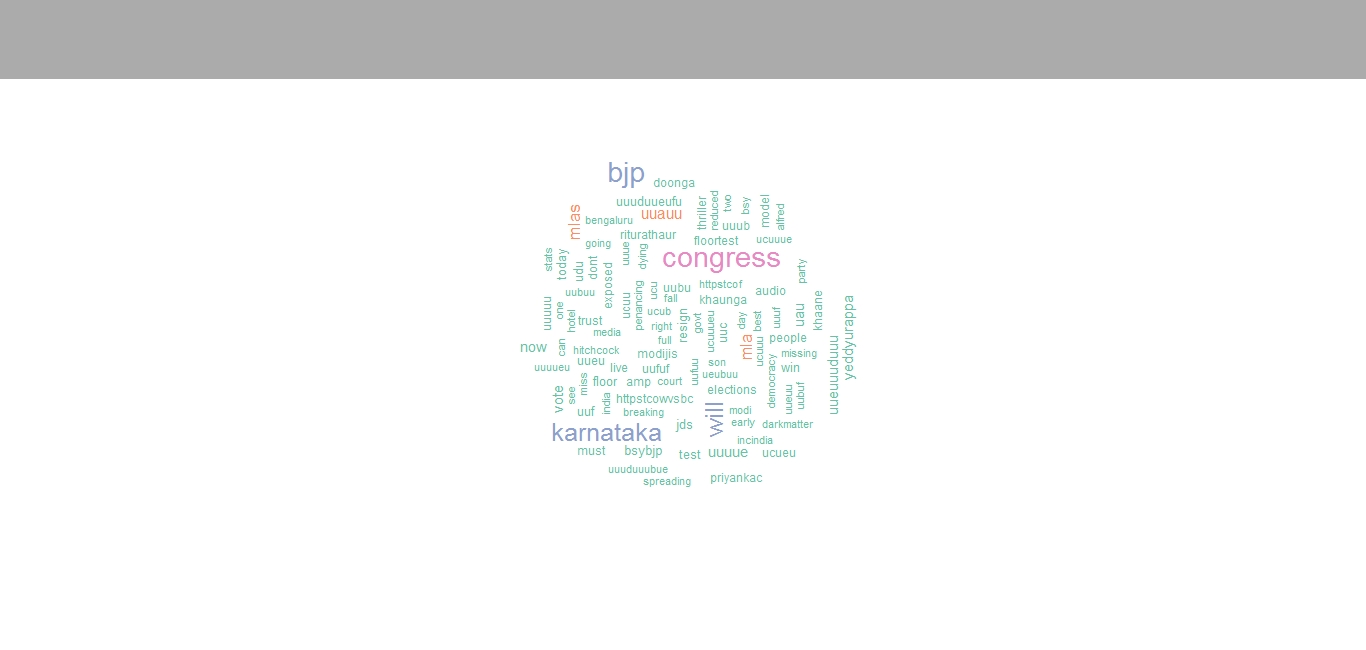 bjp
doonga
uuuduueufu
mlas
uuauu
bengaluru
thriller
reduced
two
bsy
model
alfred
uuub
riturathaur
floortest
ucuuue
going
stats
today
udu
dont
exposed
uuue
dying
congress
party
uubuu
penancing
ucu
uubu
httpstcof
fall
khaunga
audio
khaane
yeddyurappa
uuuuu
one
hotel
trust
ucuu
ucub
right
resign
govt
ucuuueu
uuc
day
best
uuuf
uau
media
full
mla
ucuuu
people
now
can
hitchcock
modijis
missing
uueuuuduuu
uueu
uuuueu
live
uufuf
uufuu
son
ueubuu
win
miss
floor
amp
court
elections
democracy
vote
see
india
httpstcowvsbc
uueuu
uubuf
uuf
breaking
will
modi
karnataka
jds
early
darkmatter
incindia
must
bsybjp
test
uuuue
ucueu
uuuduuubue
spreading
priyankac